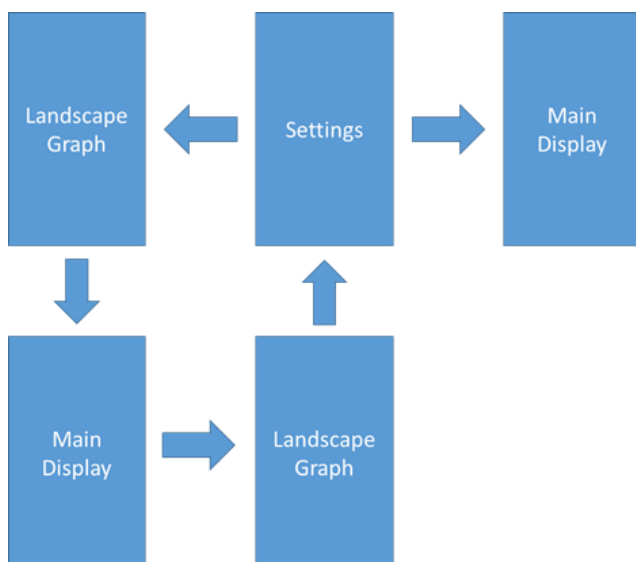 Landscape
Graph
Settings
Main
Display
Main
Display
Landscape
Graph